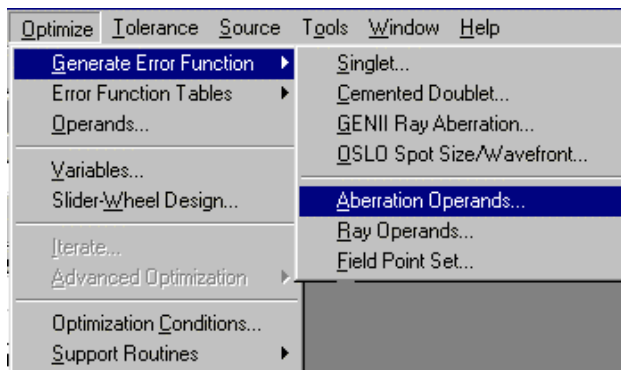 Optimize Tolerance Source Tools Window Help
Generate Error Function
Error Function Tables
Operands...
Variables...
Slider-Wheel Design...
Iterate...
Advanced Optimization
Optimization Conditions...
Support Routines
Singlet...
Cemented Doublet...
GENII Ray Aberration...
OSLO Spot Size/Wavefront...
Aberration Operands...
Ray Operands...
Field Point Set...